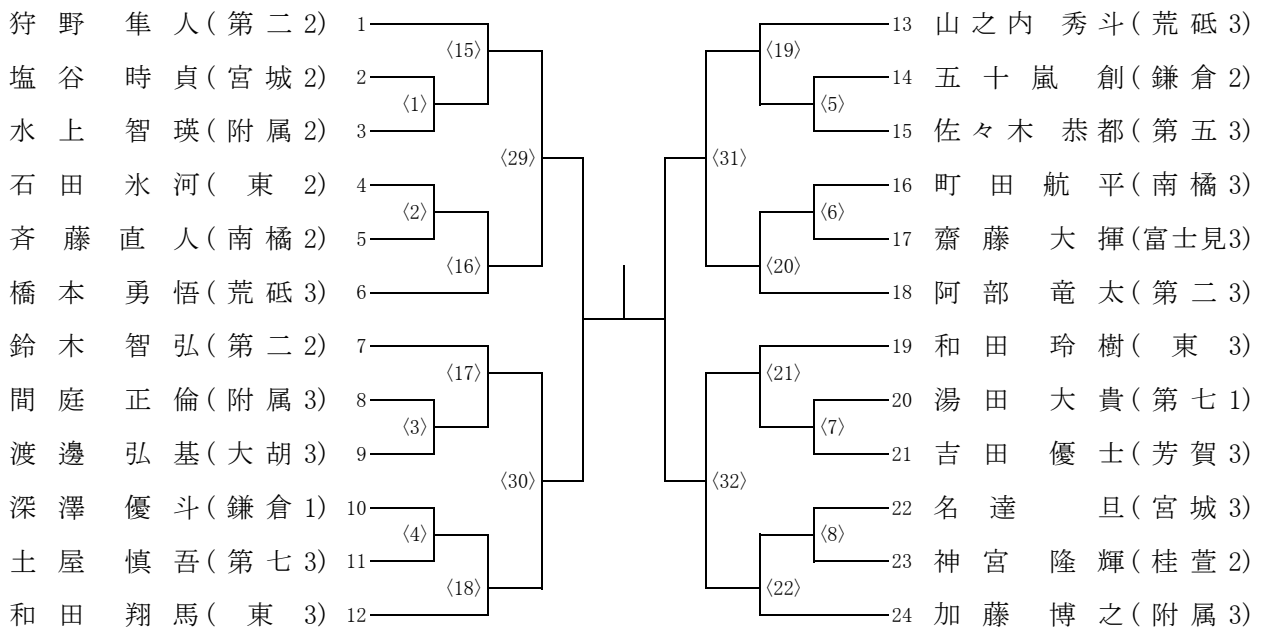 狩野 隼人(第二2) 1
塩谷 時貞(宮城2) 2
水上 智瑛(附属2) 3
石田 氷河( 東 2) 4
斉藤直人(南橘2) 5
橋本 勇悟(荒砥3) 6
鈴木 智弘(第二2) 7
間庭 正倫(附属3) 8
渡邊 弘基(大胡3) 9
深澤 優斗(鎌倉1) 10
土屋 慎吾(第七3) 11
和田 翔馬( 東 3) 12
〈15〉
〈1〉
〈29〉
〈2〉
〈16〉
〈17〉
〈3〉
〈30〉
〈4〉
〈18〉
〈19〉
〈5〉
〈31〉
〈6〉
〈20〉
〈21〉
〈7〉
〈32〉
〈8〉
〈22〉
13 山之内 秀斗(荒砥3)
14 五十嵐 創(鎌倉2)
15 佐々木 恭都(第五3)
16 町田航平(南橘3)
17 齋藤 大揮(富士見3)
18 阿部 竜太(第二3)
19 和田 玲樹( 東 3)
20 湯田 大貴(第七1)
21 吉田 優士(芳賀3)
22 名達 旦(宮城3)
23 神宮 隆輝(桂萱2)
24 加藤 博之(附属3)